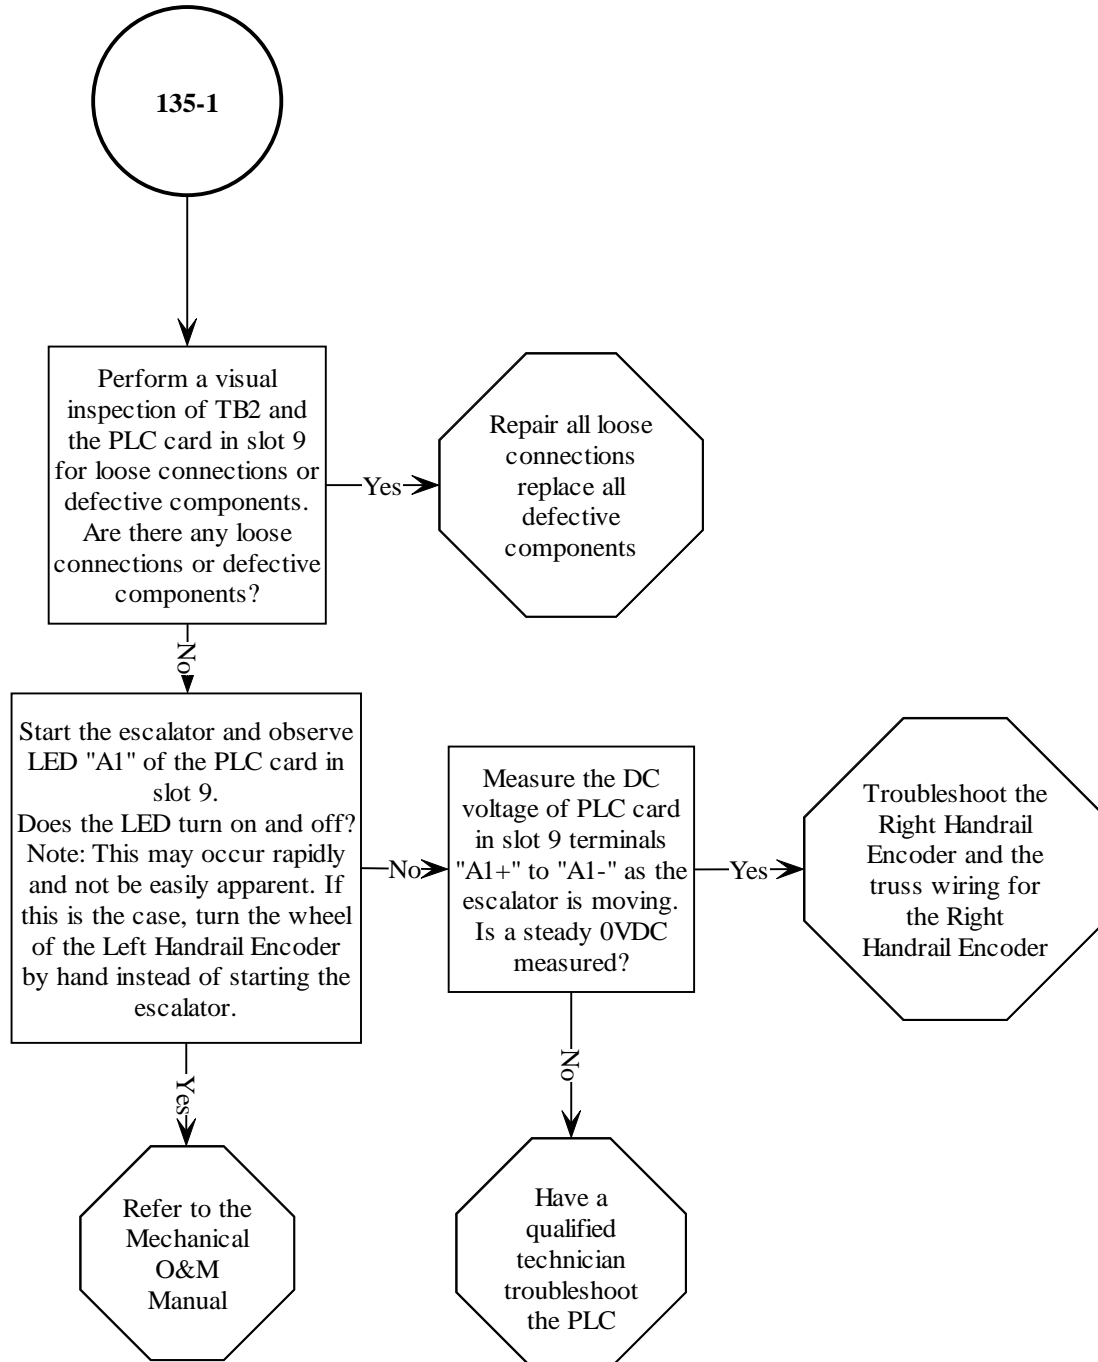 135-1
Perform a visual
inspection of TB2 and
the PLC card in slot 9
for loose connections or
defective components.
Are there any loose
connections or defective
components?
Yes
Repair all loose
connections
replace all
defective
components
No
Start the escalator and observe
LED "A1" of the PLC card in
slot 9.
Does the LED turn on and off?
Note: This may occur rapidly
and not be easily apparent. If
this is the case, turn the wheel
of the Left Handrail Encoder
by hand instead of starting the
escalator.
No
Measure the DC
voltage of PLC card
in slot 9 terminals
"A1+" to "A1-" as the
escalator is moving.
Is a steady 0VDC
measured?
Yes
Troubleshoot the
Right Handrail
Encoder and the
truss wiring for
the Right
Handrail Encoder
Yes
Refer to the
Mechanical
O&M
Manual
No
Have a
qualified
technician
troubleshoot
the PLC